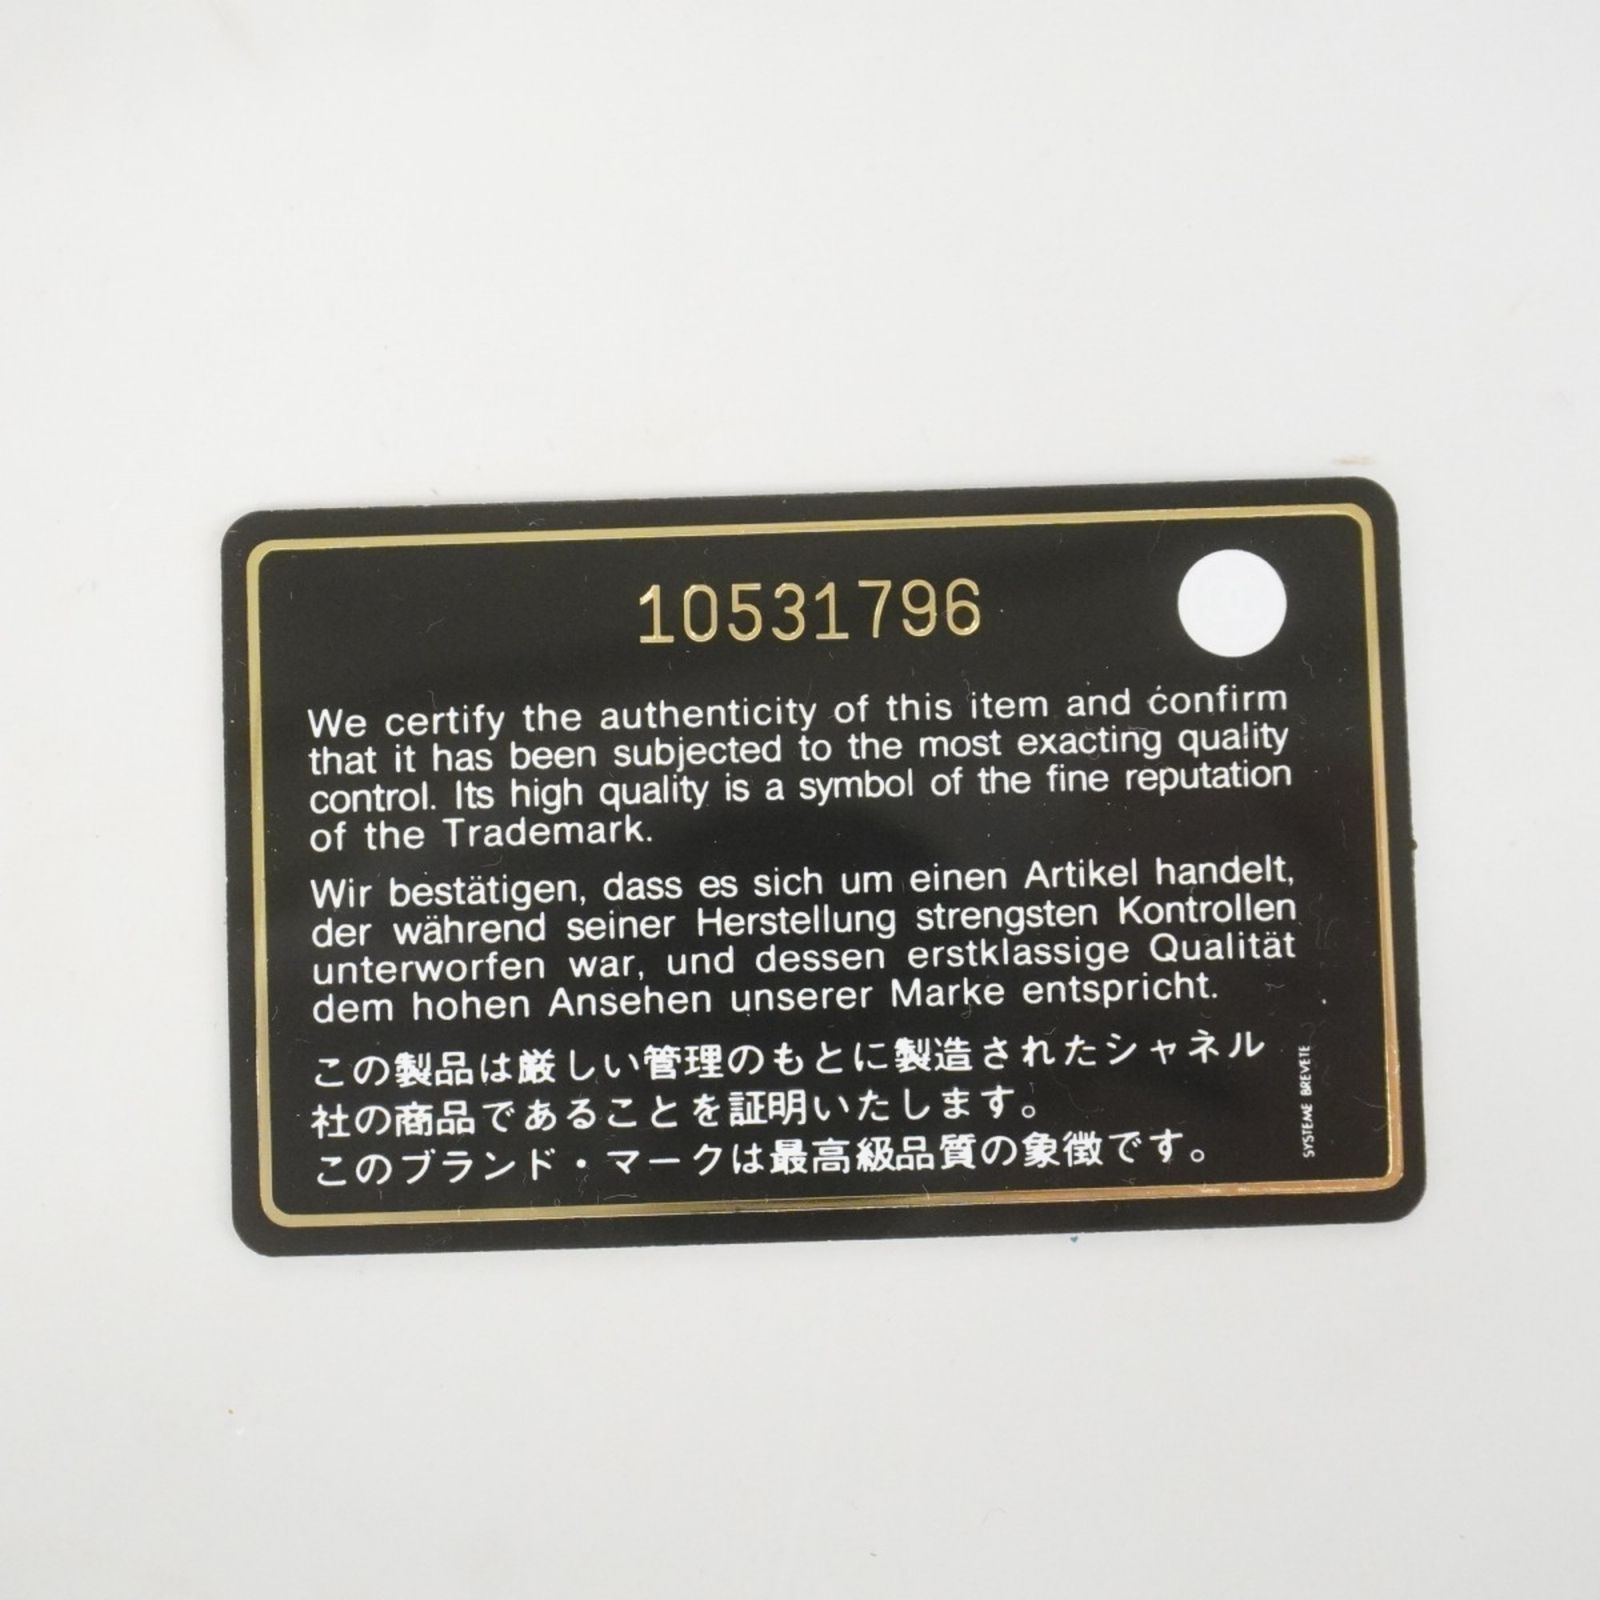 10531796
We certify the authenticity of this item and confirm
that it has been subjected to the most exacting quality
control. Its high quality is a symbol of the fine reputation
of the Trademark.
Wir bestätigen, dass es sich um einen Artikel handelt,
der während seiner Herstellung strengsten Kontrollen
unterworfen war, und dessen erstklassige Qualität
dem hohen Ansehen unserer Marke entspricht.
この製品は厳しい管理のもとに製造されたシャネル
社の商品であることを証明いたします。
このブランド・マークは最高級品質の象徴です。
SYSTEME BREVETE